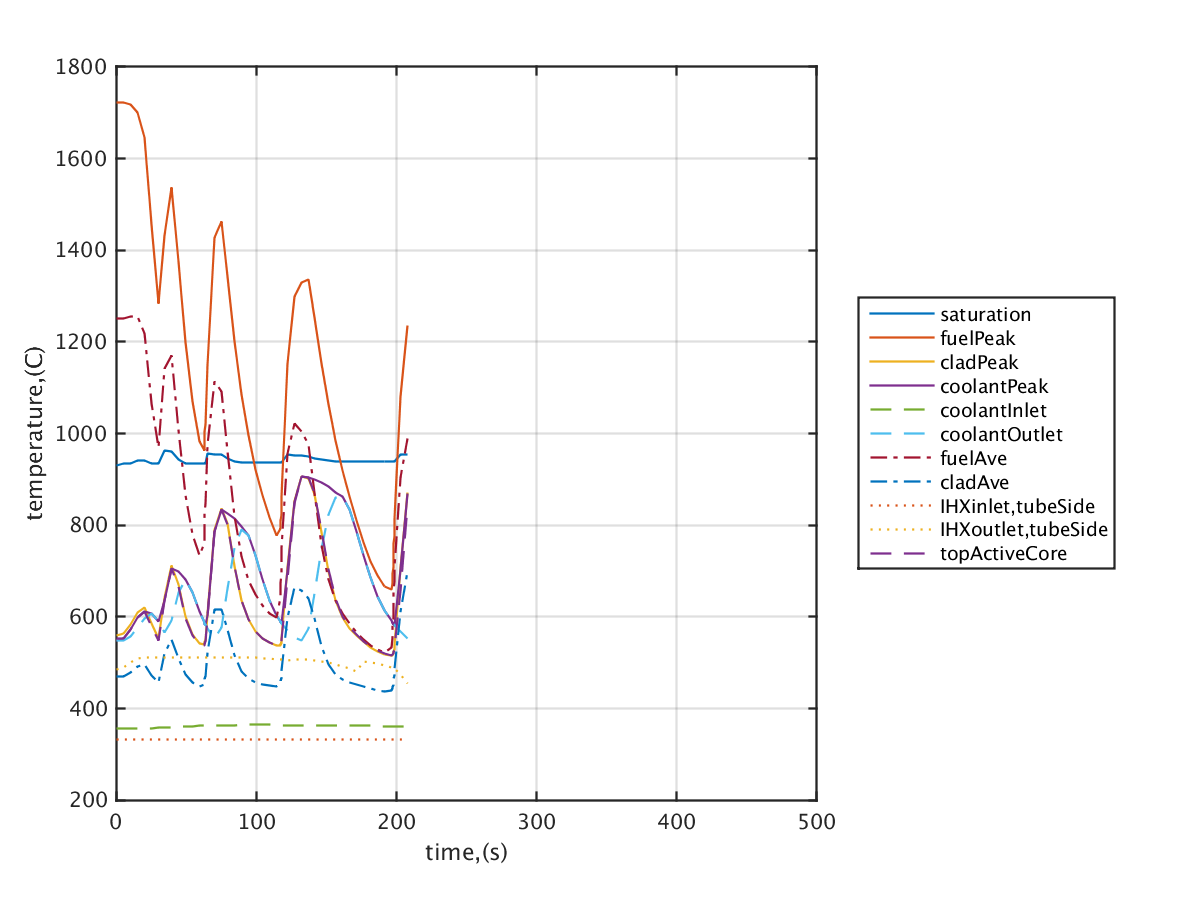 1800
1600
1400
1200
1000
800
600
400
200
temperature,(C)
0 100 200 300 400 500
time,(s)
saturation
fuelPeak
cladPeak
coolantPeak
coolantInlet
coolantOutlet
fuelAve
cladAve
IHXinlet,tubeSide
IHXoutlet,tubeSide
topActiveCore